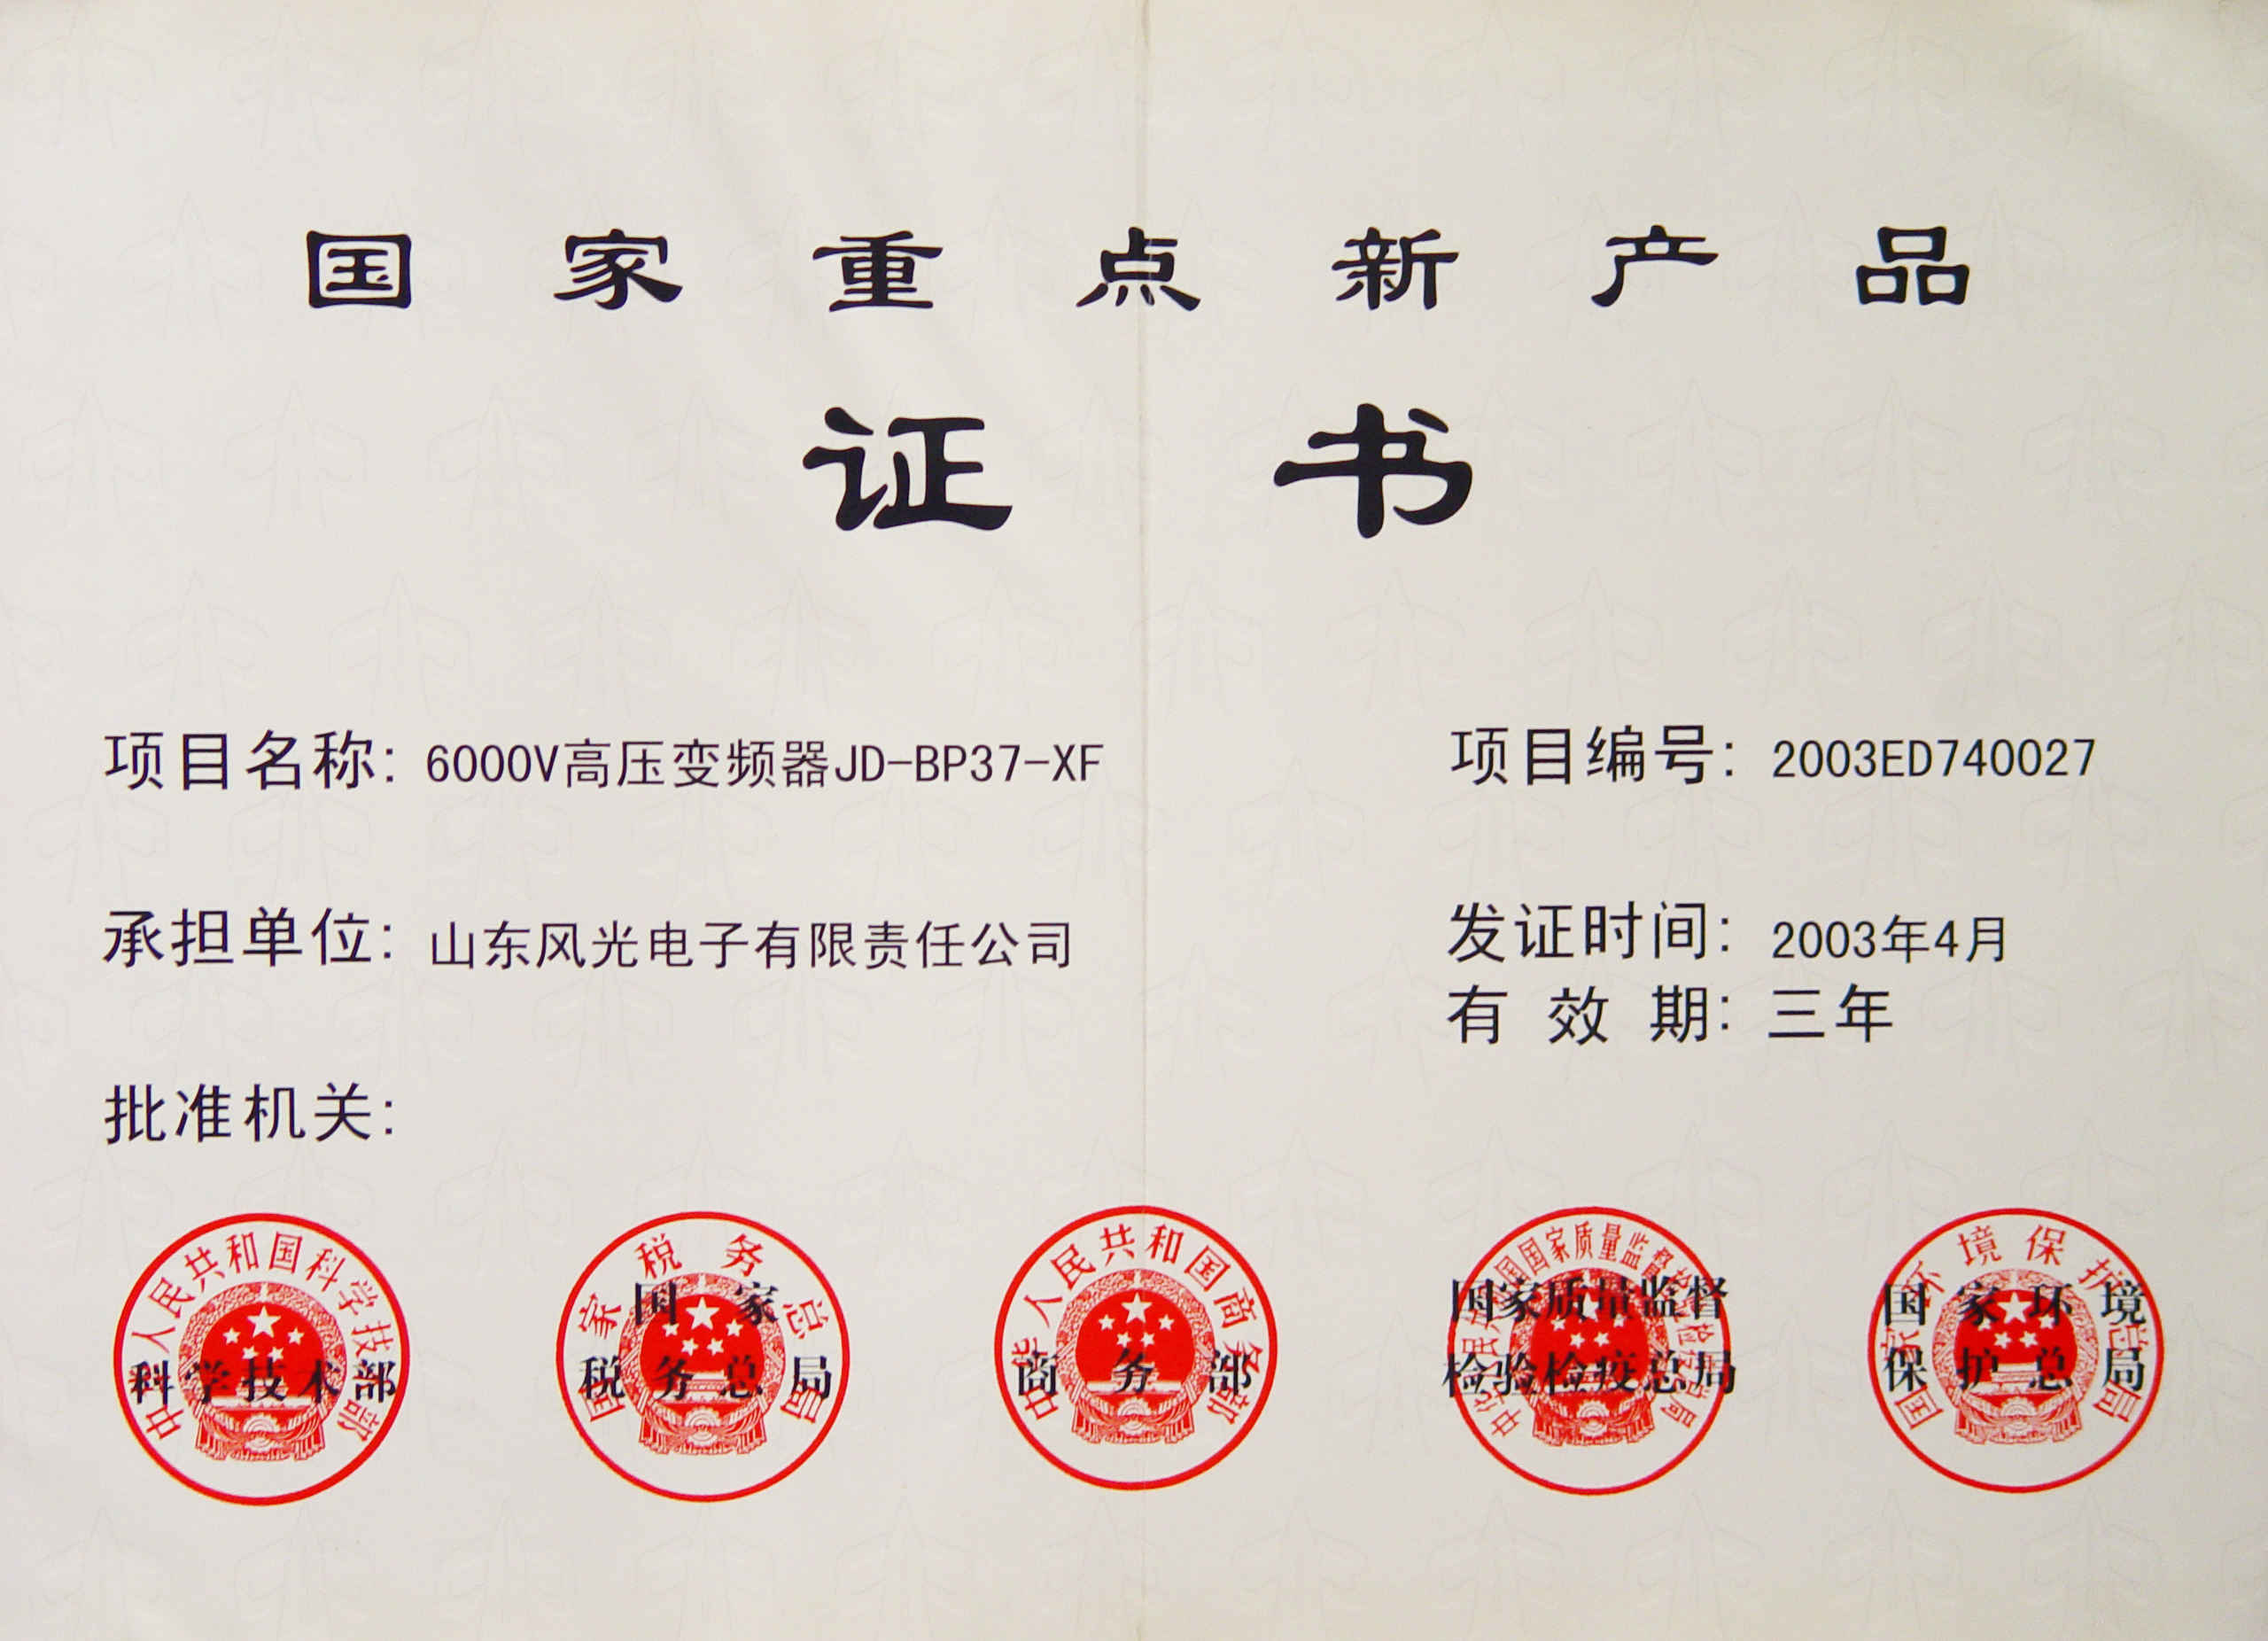 国家重点新产品
证书
项目名称: 6000V高压变频器JD-BP37-XF
项目编号: 2003ED740027
承担单位: 山东风光电子有限责任公司
发证时间: 2003年4月
有效期: 三年
批准机关:
中华人民共和国科学技术部
科学技术部
国家税务总局
国家
税务总局
中华人民共和国商务部
商务部
国家质量监督
检验检疫总局
国家环境保护总局
国家环境
保护总局